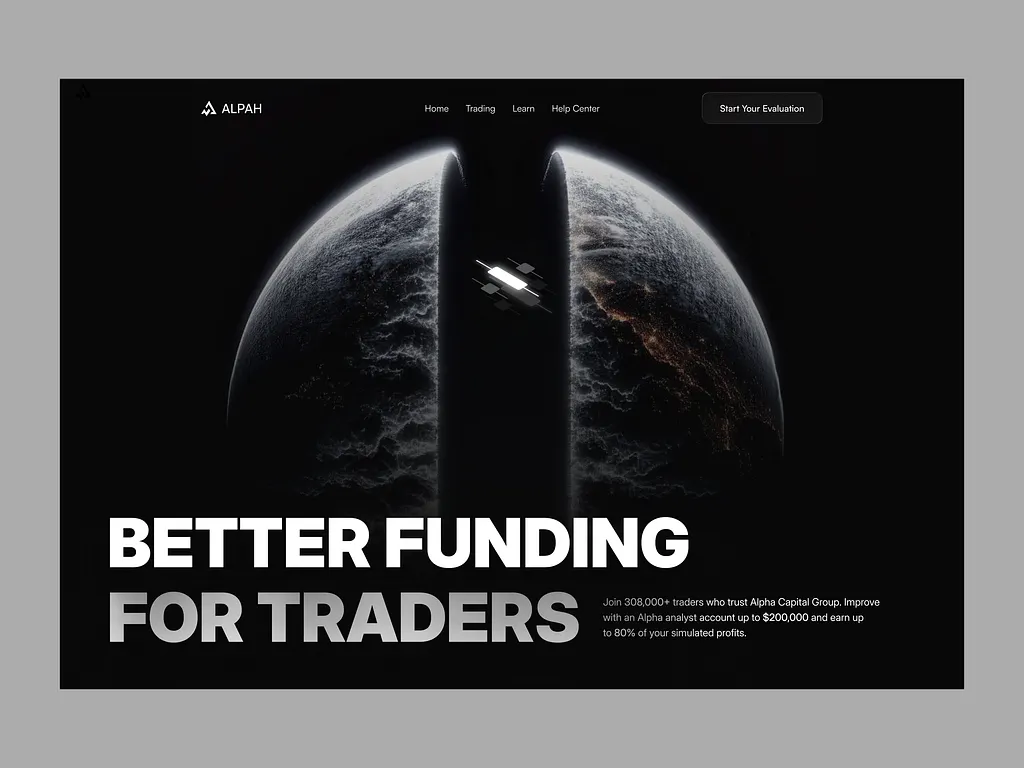 ALPAH
Home Trading Learn Help Center
Start Your Evaluation
BETTER FUNDING
FOR TRADERS
Join 308,000+ traders who trust Alpha Capital Group. Improve
with an Alpha analyst account up to $200,000 and earn up
to 80% of your simulated profits.